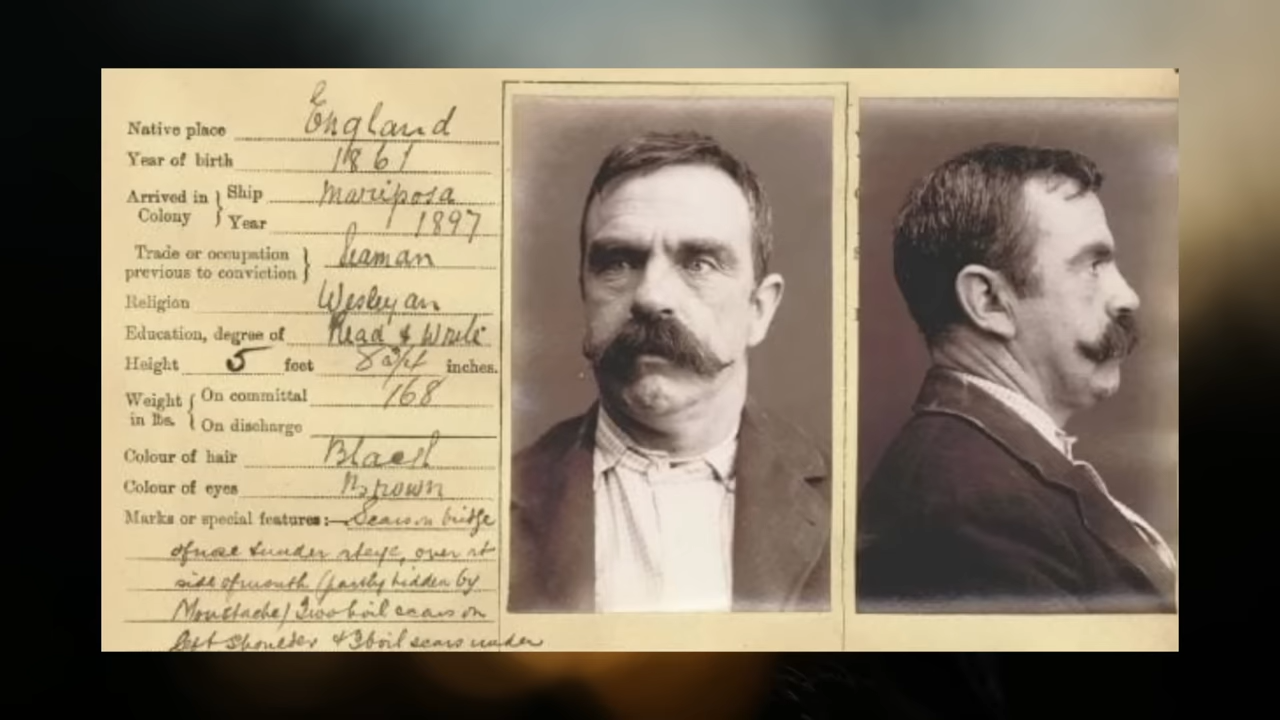 Native place England
Year of birth 1861
Arrived in Colony } Ship Mariposa
Year 1897
Trade or occupation previous to conviction } Seaman
Religion Wesleyan
Education, degree of Read & Write
Height 5 feet 8 3/4 inches.
Weight in lbs. { On committal 168
On discharge
Colour of hair Black
Colour of eyes Brown
Marks or special features:— Scars on bridge
of nose & under rt eye, over rt
side of mouth (partly hidden by
Moustache) Two boil scars on
left shoulder & 3 boil scars under